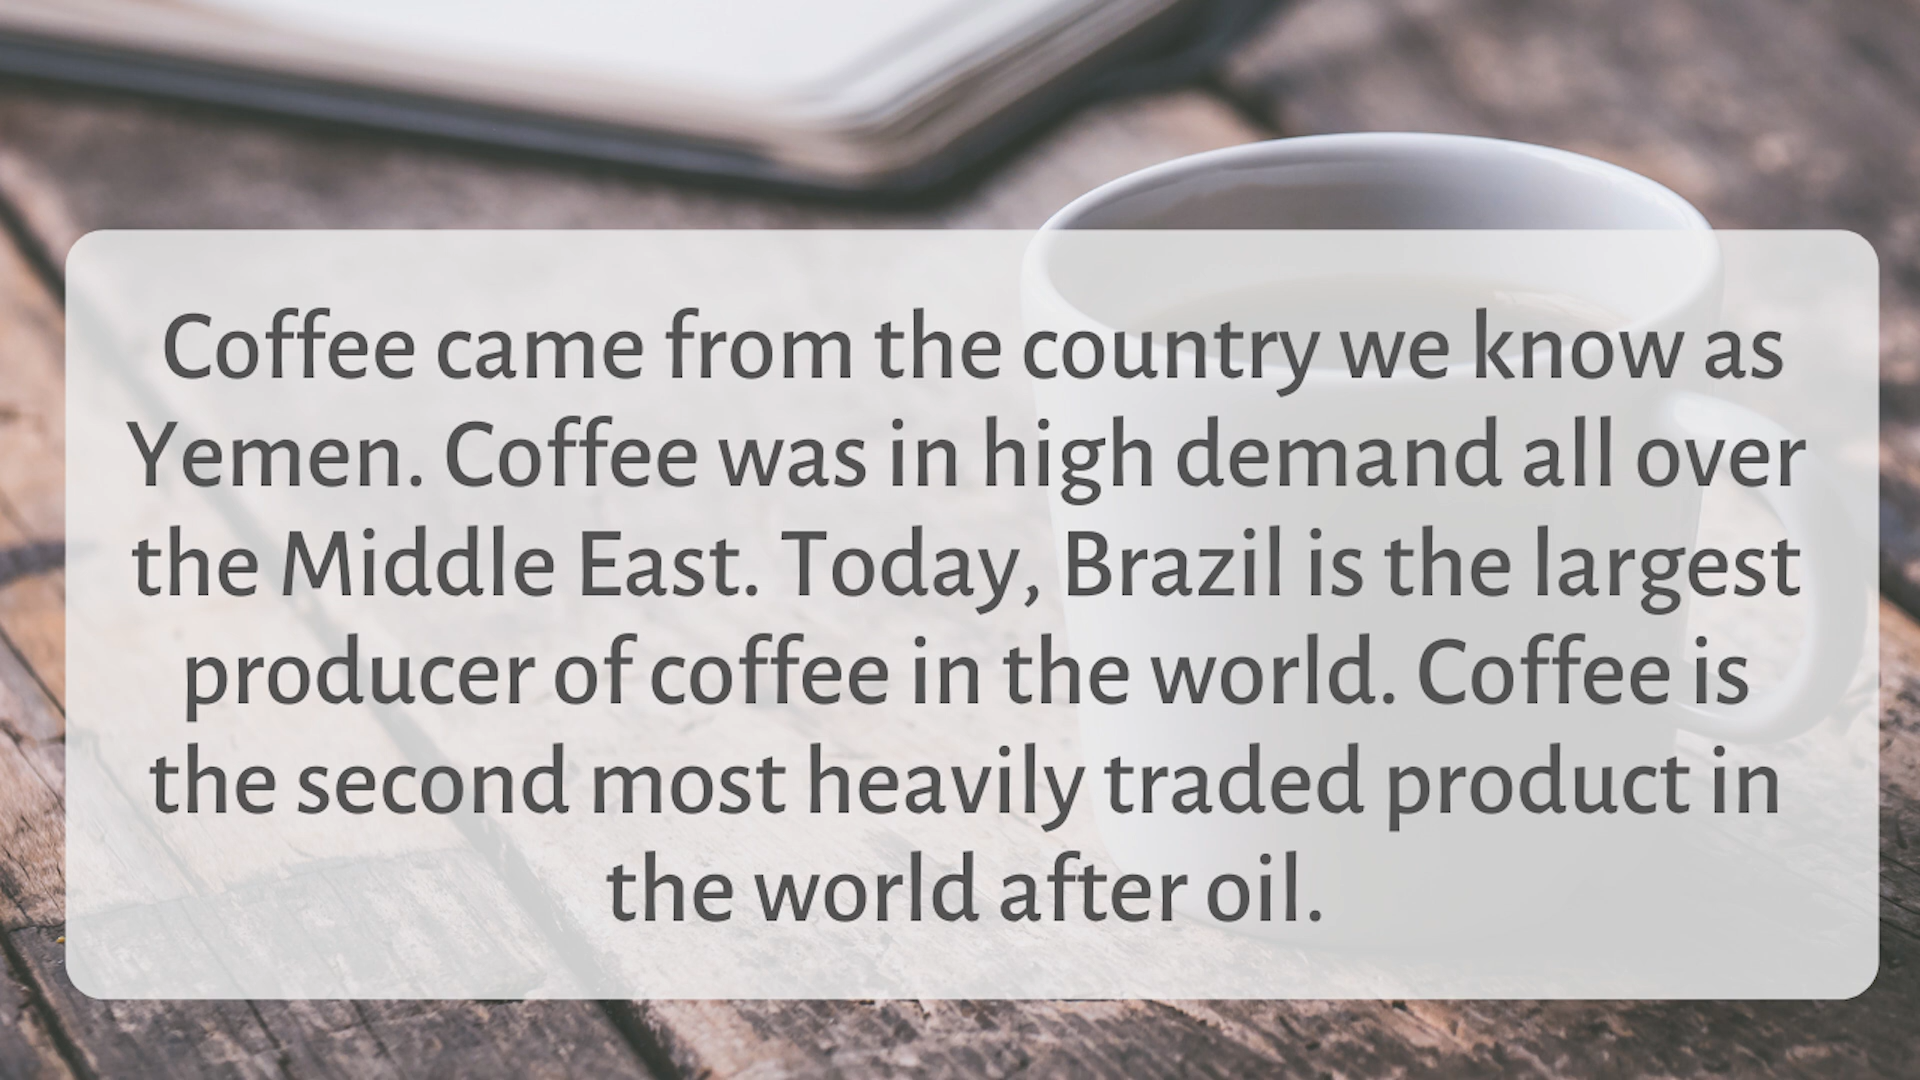 Coffee came from the country we know as
Yemen. Coffee was in high demand all over
the Middle East. Today, Brazil is the largest
producer of coffee in the world. Coffee is
the second most heavily traded product in
the world after oil.